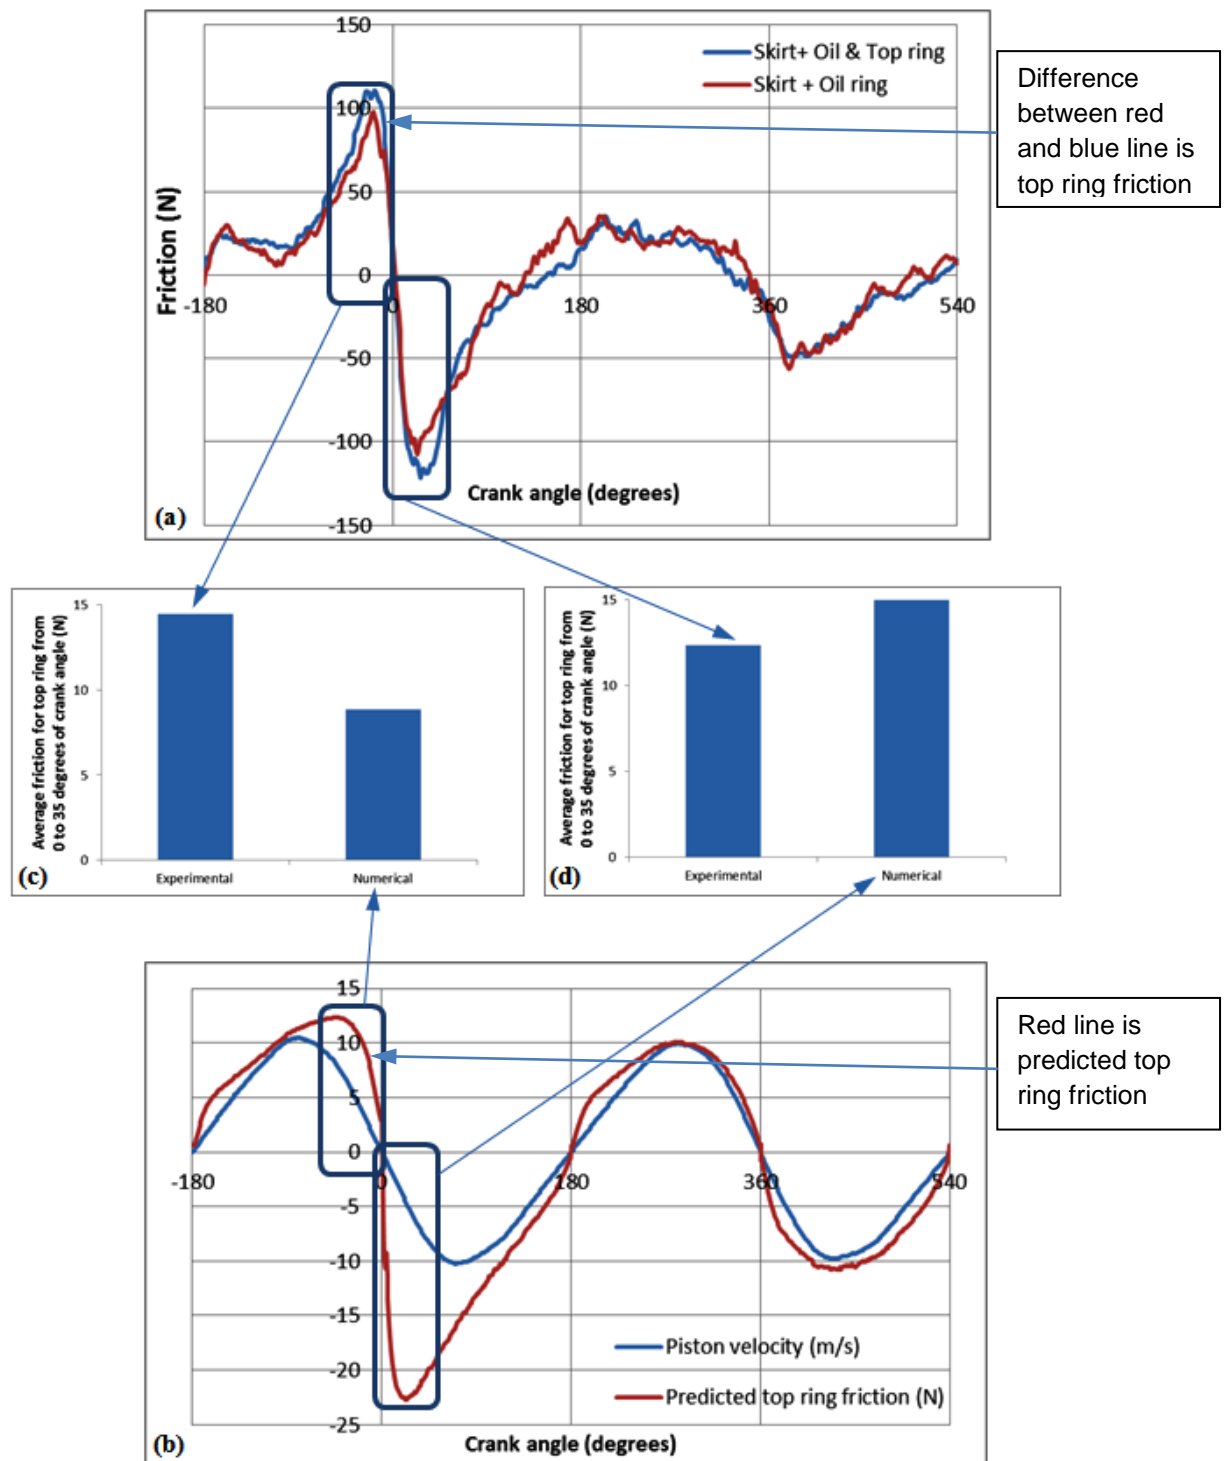 150
100
50
0
-50
-100
-150
Friction (N)
-180
0
180
360
540
Crank angle (degrees)
Skirt+ Oil & Top ring
Skirt + Oil ring
(a)
Difference
between red
and blue line is
top ring friction
15
10
5
0
Average friction for top ring from
0 to 35 degrees of crank angle (N)
Experimental
Numerical
(c)
15
10
5
0
Average friction for top ring from
0 to 35 degrees of crank angle (N)
Experimental
Numerical
(d)
15
10
5
0
-5
-10
-15
-20
-25
-180
0
180
360
540
Piston velocity (m/s)
Predicted top ring friction (N)
Crank angle (degrees)
(b)
Red line is
predicted top
ring friction